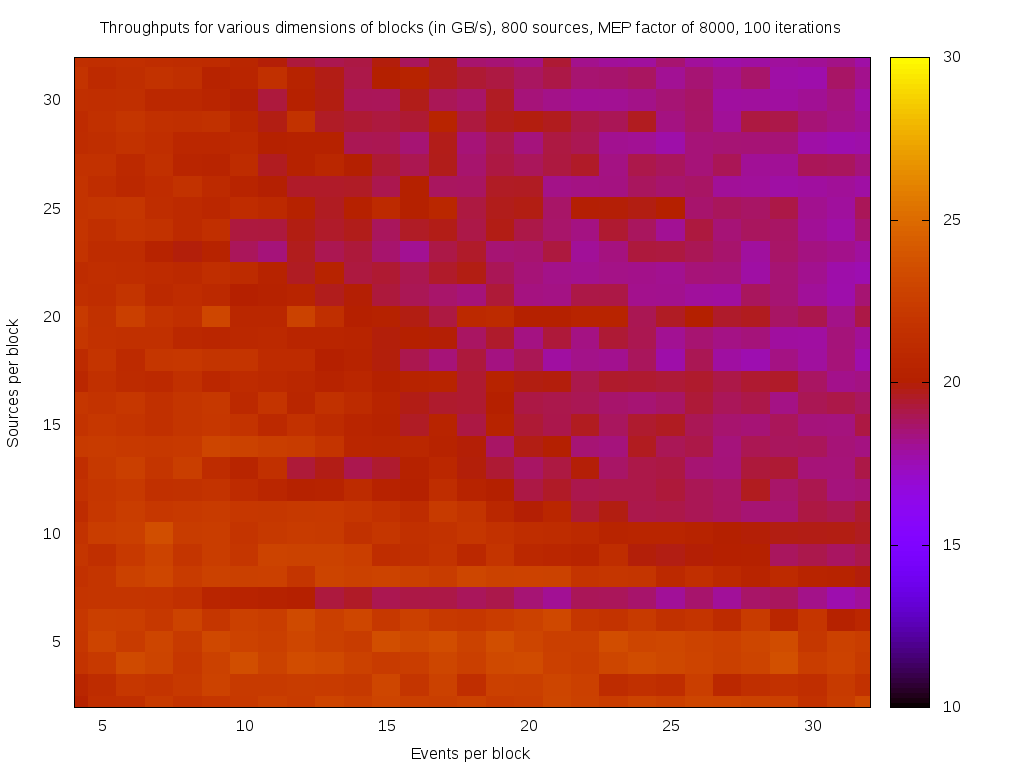 Throughputs for various dimensions of blocks (in GB/s), 800 sources, MEP factor of 8000, 100 iterations
30
25
20
15
10
5
Sources per block
5 10 15 20 25 30
Events per block
30
25
20
15
10